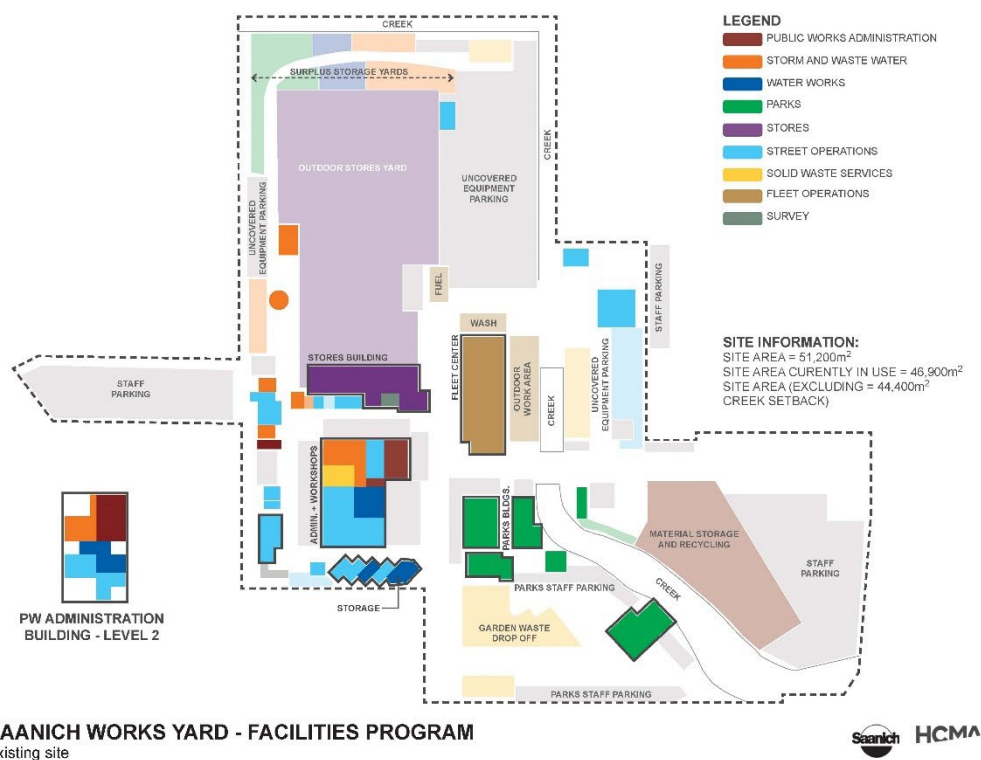 CREEK
SURPLUS STORAGE YARDS
OUTDOOR STORES YARD
UNCOVERED
EQUIPMENT
PARKING
CREEK
UNCOVERED
EQUIPMENT PARKING
FUEL
WASH
STORES BUILDING
FLEET CENTER
OUTDOOR
WORK AREA
CREEK
UNCOVERED
EQUIPMENT PARKING
STAFF PARKING
STAFF
PARKING
ADMIN. + WORKSHOPS
PARKS BLDGS.
MATERIAL STORAGE
AND RECYCLING
STAFF
PARKING
CREEK
PARKS STAFF PARKING
STORAGE
GARDEN WASTE
DROP OFF
PARKS STAFF PARKING
PW ADMINISTRATION
BUILDING - LEVEL 2
LEGEND
PUBLIC WORKS ADMINISTRATION
STORM AND WASTE WATER
WATER WORKS
PARKS
STORES
STREET OPERATIONS
SOLID WASTE SERVICES
FLEET OPERATIONS
SURVEY
SITE INFORMATION:
SITE AREA = 51,200m²
SITE AREA CURENTLY IN USE = 46,900m²
SITE AREA (EXCLUDING = 44,400m²
CREEK SETBACK)
AANICH WORKS YARD - FACILITIES PROGRAM
xisting site
Saanich
HCMA